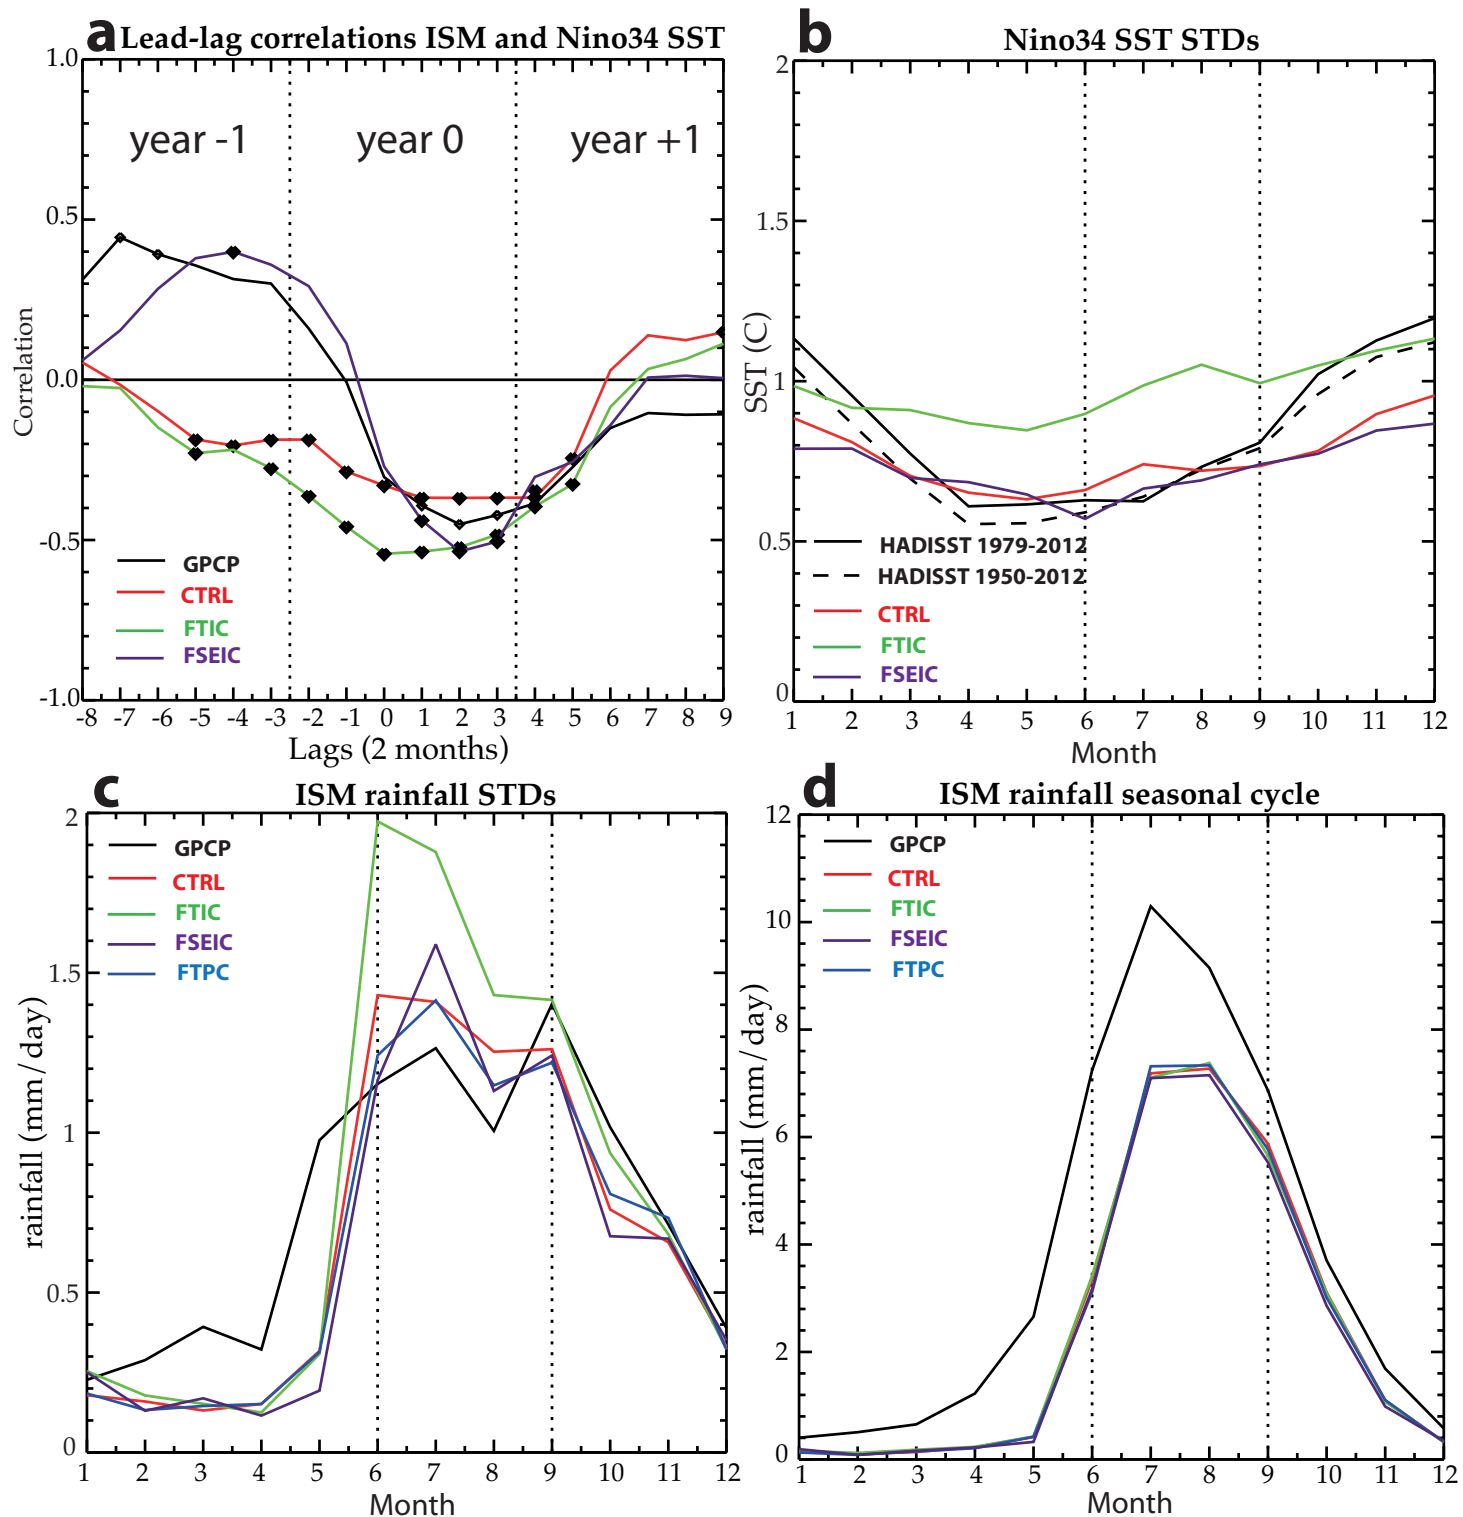 a Lead-lag correlations ISM and Nino34 SST
1.0
0.5
0.0
-0.5
-1.0
Correlation
year -1 year 0 year +1
GPCP
CTRL
FTIC
FSEIC
-8 -7 -6 -5 -4 -3 -2 -1 0 1 2 3 4 5 6 7 8 9
Lags (2 months)
b Nino34 SST STDs
2
1.5
1
0.5
0
SST (C)
HADISST 1979-2012
HADISST 1950-2012
CTRL
FTIC
FSEIC
1 2 3 4 5 6 7 8 9 10 11 12
Month
c ISM rainfall STDs
2
1.5
1
0.5
0
rainfall (mm/day)
GPCP
CTRL
FTIC
FSEIC
FTPC
1 2 3 4 5 6 7 8 9 10 11 12
Month
d ISM rainfall seasonal cycle
12
10
8
6
4
2
0
rainfall (mm/day)
GPCP
CTRL
FTIC
FSEIC
FTPC
1 2 3 4 5 6 7 8 9 10 11 12
Month